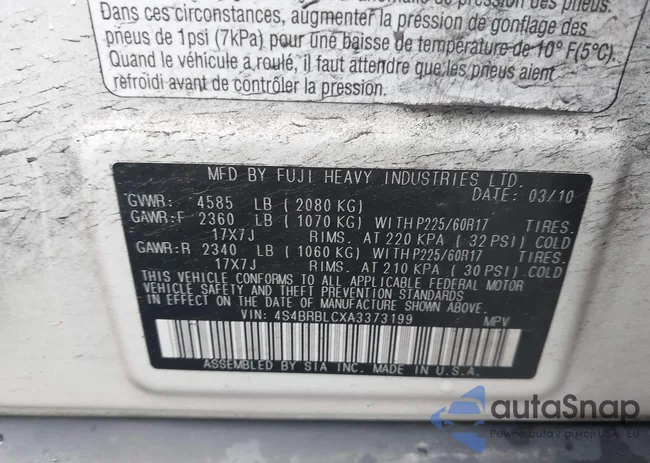 Dans ces circonstances, augmenter la pression de gonflage des
pneus de 1psi (7kPa) pour une baisse de température de 10° F(5°C).
Quand le véhicule a roulé, il faut attendre que les pneus aient
refroidi avant de contrôler la pression.
MFD BY FUJI HEAVY INDUSTRIES LTD.
DATE: 03/10
GVWR: 4585 LB (2080 KG)
GAWR:F 2360 LB (1070 KG) WITH P225/60R17 TIRES.
17X7J RIMS. AT 220 KPA ( 32 PSI) COLD
GAWR:R 2340 LB (1060 KG) WITH P225/60R17 TIRES.
17X7J RIMS. AT 210 KPA ( 30 PSI) COLD
THIS VEHICLE CONFORMS TO ALL APPLICABLE FEDERAL MOTOR
VEHICLE SAFETY AND THEFT PREVENTION STANDARDS
IN EFFECT ON THE DATE OF MANUFACTURE SHOWN ABOVE.
VIN: 4S4BRBLCXA3373199 MPV
ASSEMBLED BY SIA INC. MADE IN U.S.A.
autaSnap
Pewne auta z aukcji USA, EU